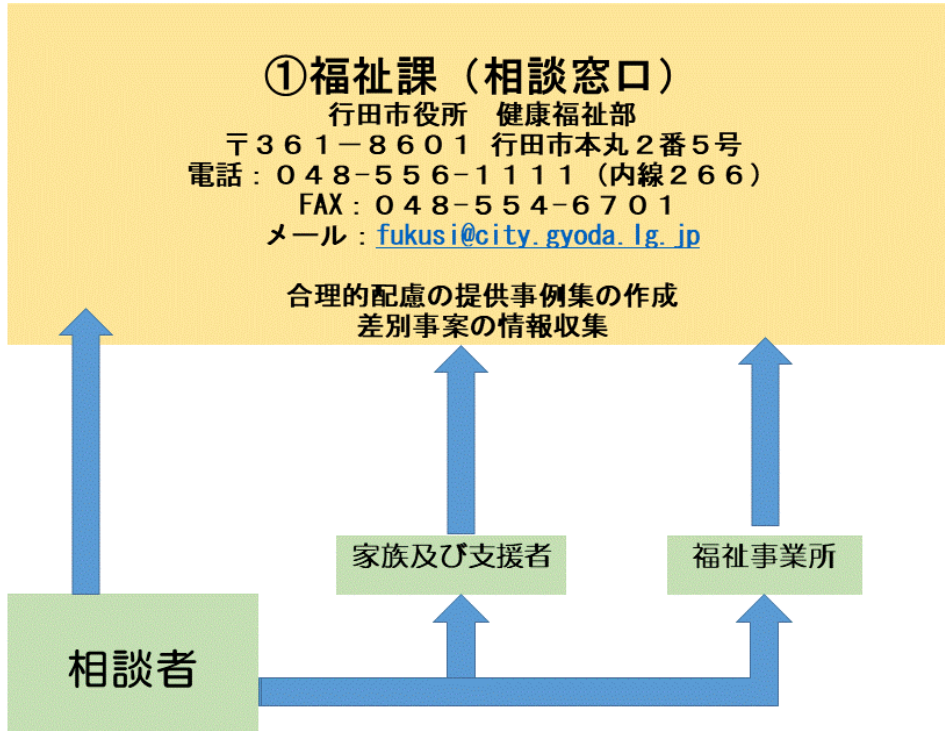 ①福祉課（相談窓口）
行田市役所　健康福祉部
〒３６１－８６０１ 行田市本丸２番５号
電話：０４８-５５６-１１１１（内線２６６）
FAX：０４８-５５４-６７０１
メール：fukusi@city.gyoda.lg.jp
合理的配慮の提供事例集の作成
差別事案の情報収集
家族及び支援者
福祉事業所
相談者